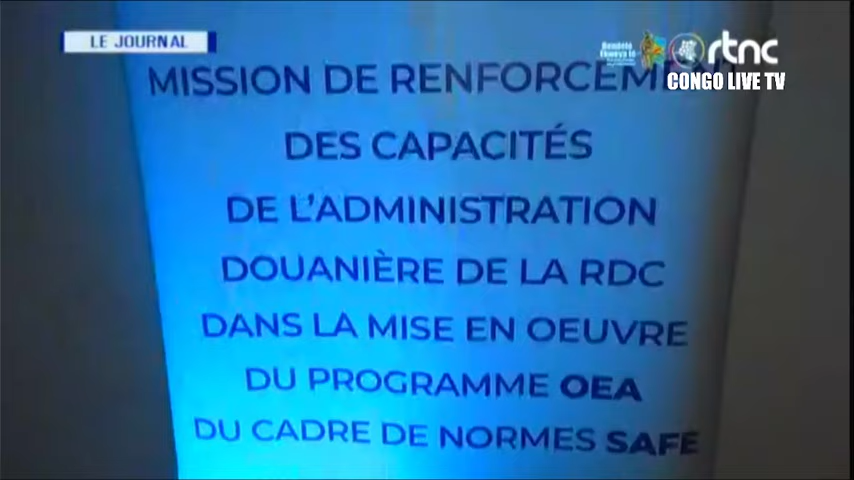 LE JOURNAL
rtnc
CONGO LIVE TV
MISSION DE RENFORCEMENT
DES CAPACITÉS
DE L'ADMINISTRATION
DOUANIÈRE DE LA RDC
DANS LA MISE EN OEUVRE
DU PROGRAMME OEA
DU CADRE DE NORMES SAFE